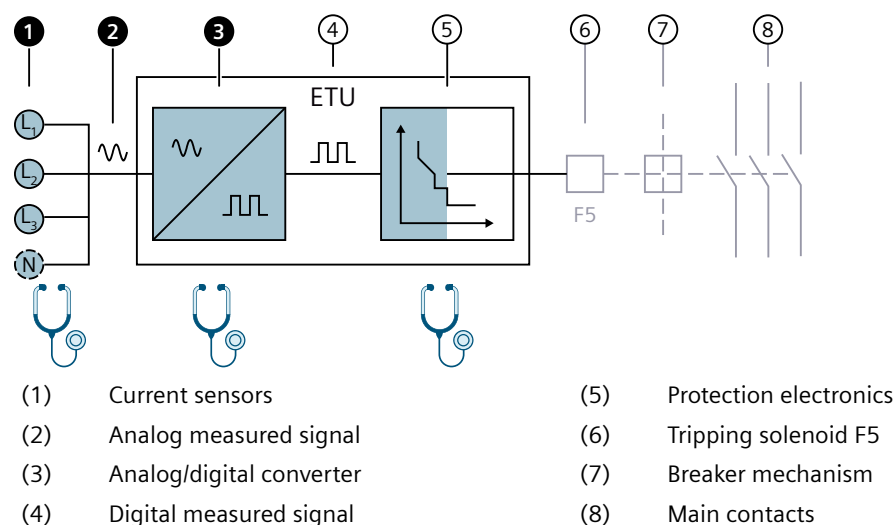 1 2 3 4 5 6 7 8
ETU
L1
L2
L3
N
F5
(1) Current sensors
(2) Analog measured signal
(3) Analog/digital converter
(4) Digital measured signal
(5) Protection electronics
(6) Tripping solenoid F5
(7) Breaker mechanism
(8) Main contacts